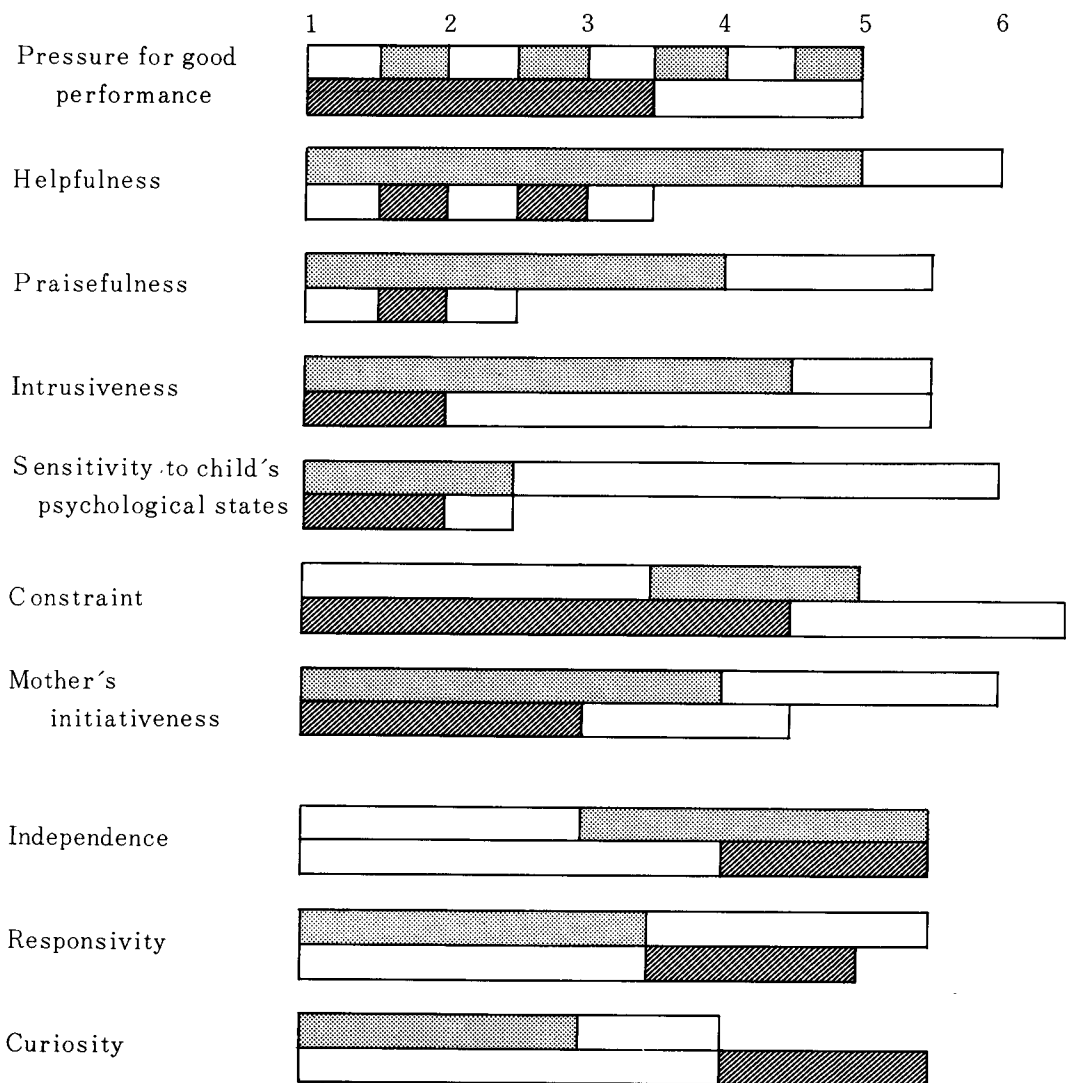 1 2 3 4 5 6
Pressure for good
performance
Helpfulness
Praisefulness
Intrusiveness
Sensitivity to child's
psychological states
Constraint
Mother's
initiativeness
Independence
Responsivity
Curiosity